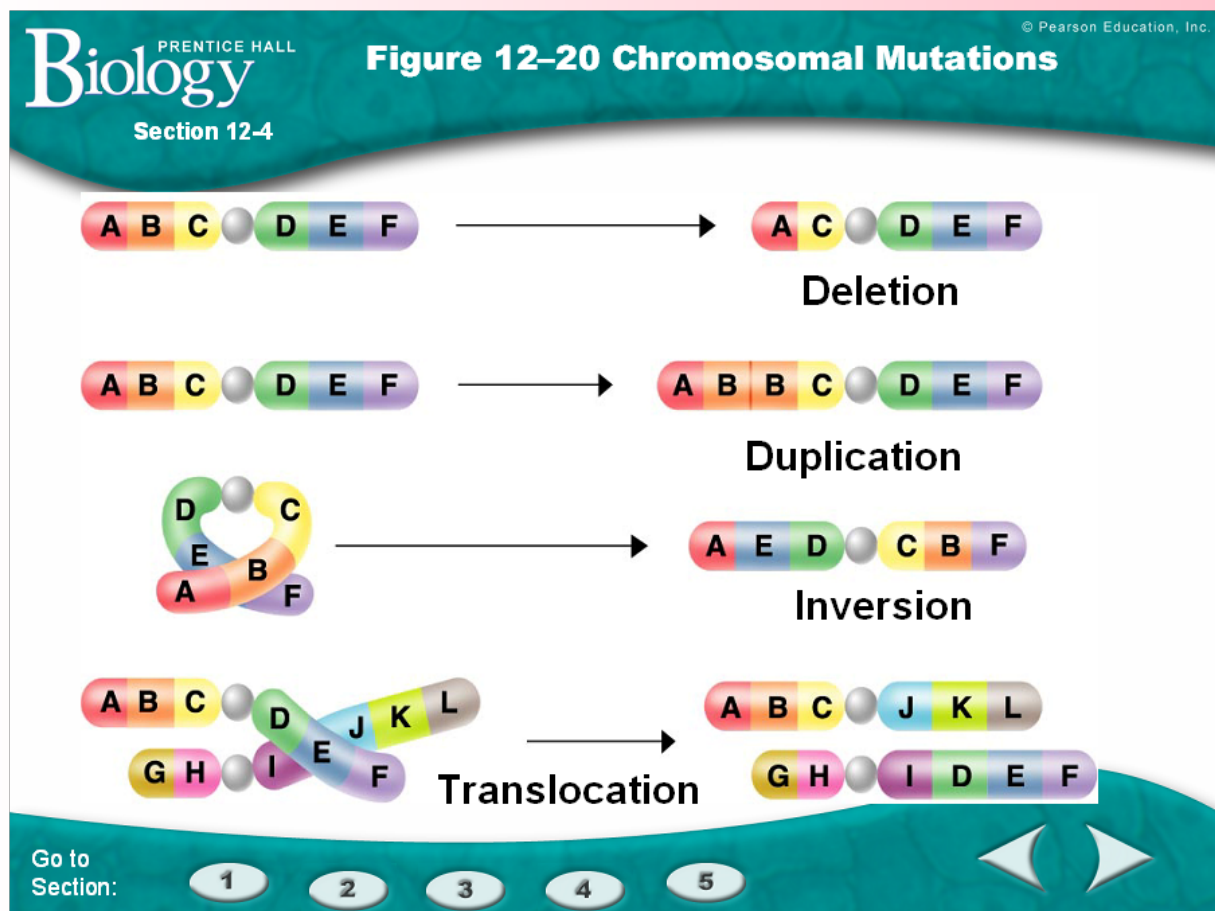 © Pearson Education, Inc.
PRENTICE HALL
Biology
Section 12-4
Figure 12–20 Chromosomal Mutations
A B C D E F
A C D E F
Deletion
A B C D E F
A B B C D E F
Duplication
D C
E B
A F
A E D C B F
Inversion
A B C D E F
G H I J K L
A B C J K L
G H I D E F
Translocation
Go to
Section:
1 2 3 4 5